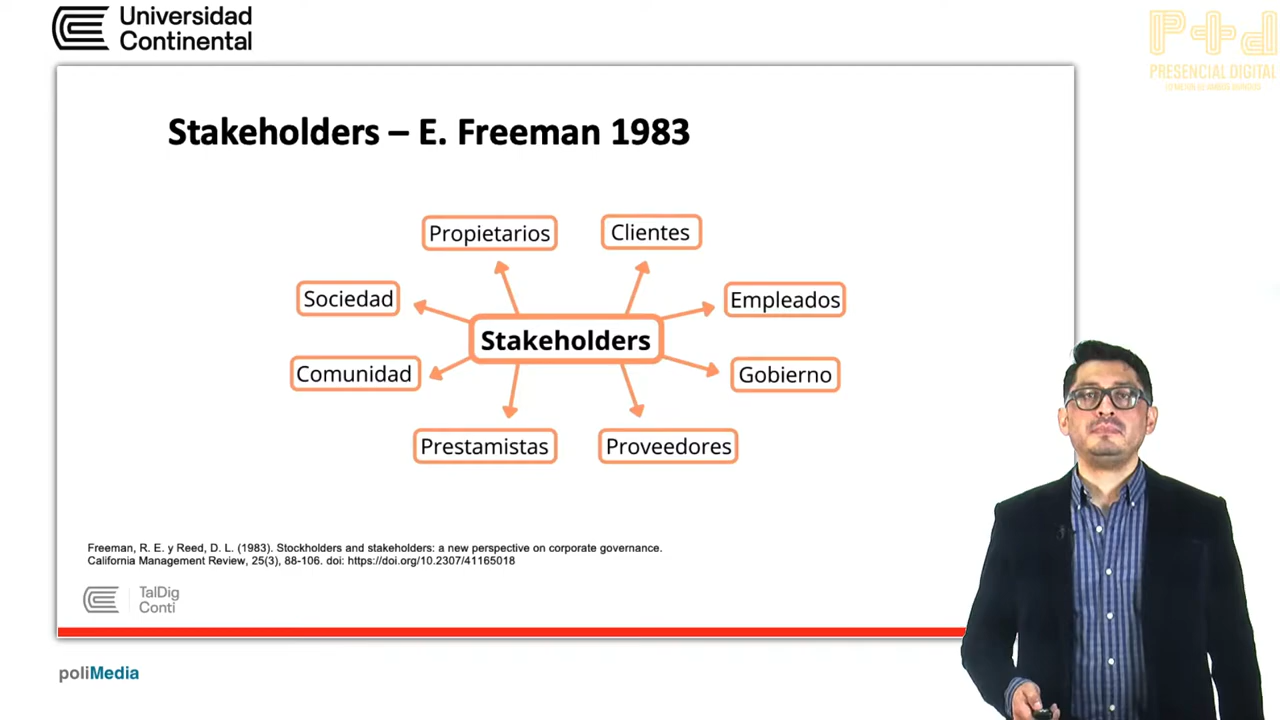 Universidad
Continental
P+d
PRESENCIAL DIGITAL
Stakeholders – E. Freeman 1983
Propietarios
Clientes
Sociedad
Empleados
Stakeholders
Comunidad
Gobierno
Prestamistas
Proveedores
Freeman, R. E. y Reed, D. L. (1983). Stockholders and stakeholders: a new perspective on corporate governance.
California Management Review, 25(3), 88-106. doi: https://doi.org/10.2307/41165018
TalDig
Conti
poliMedia